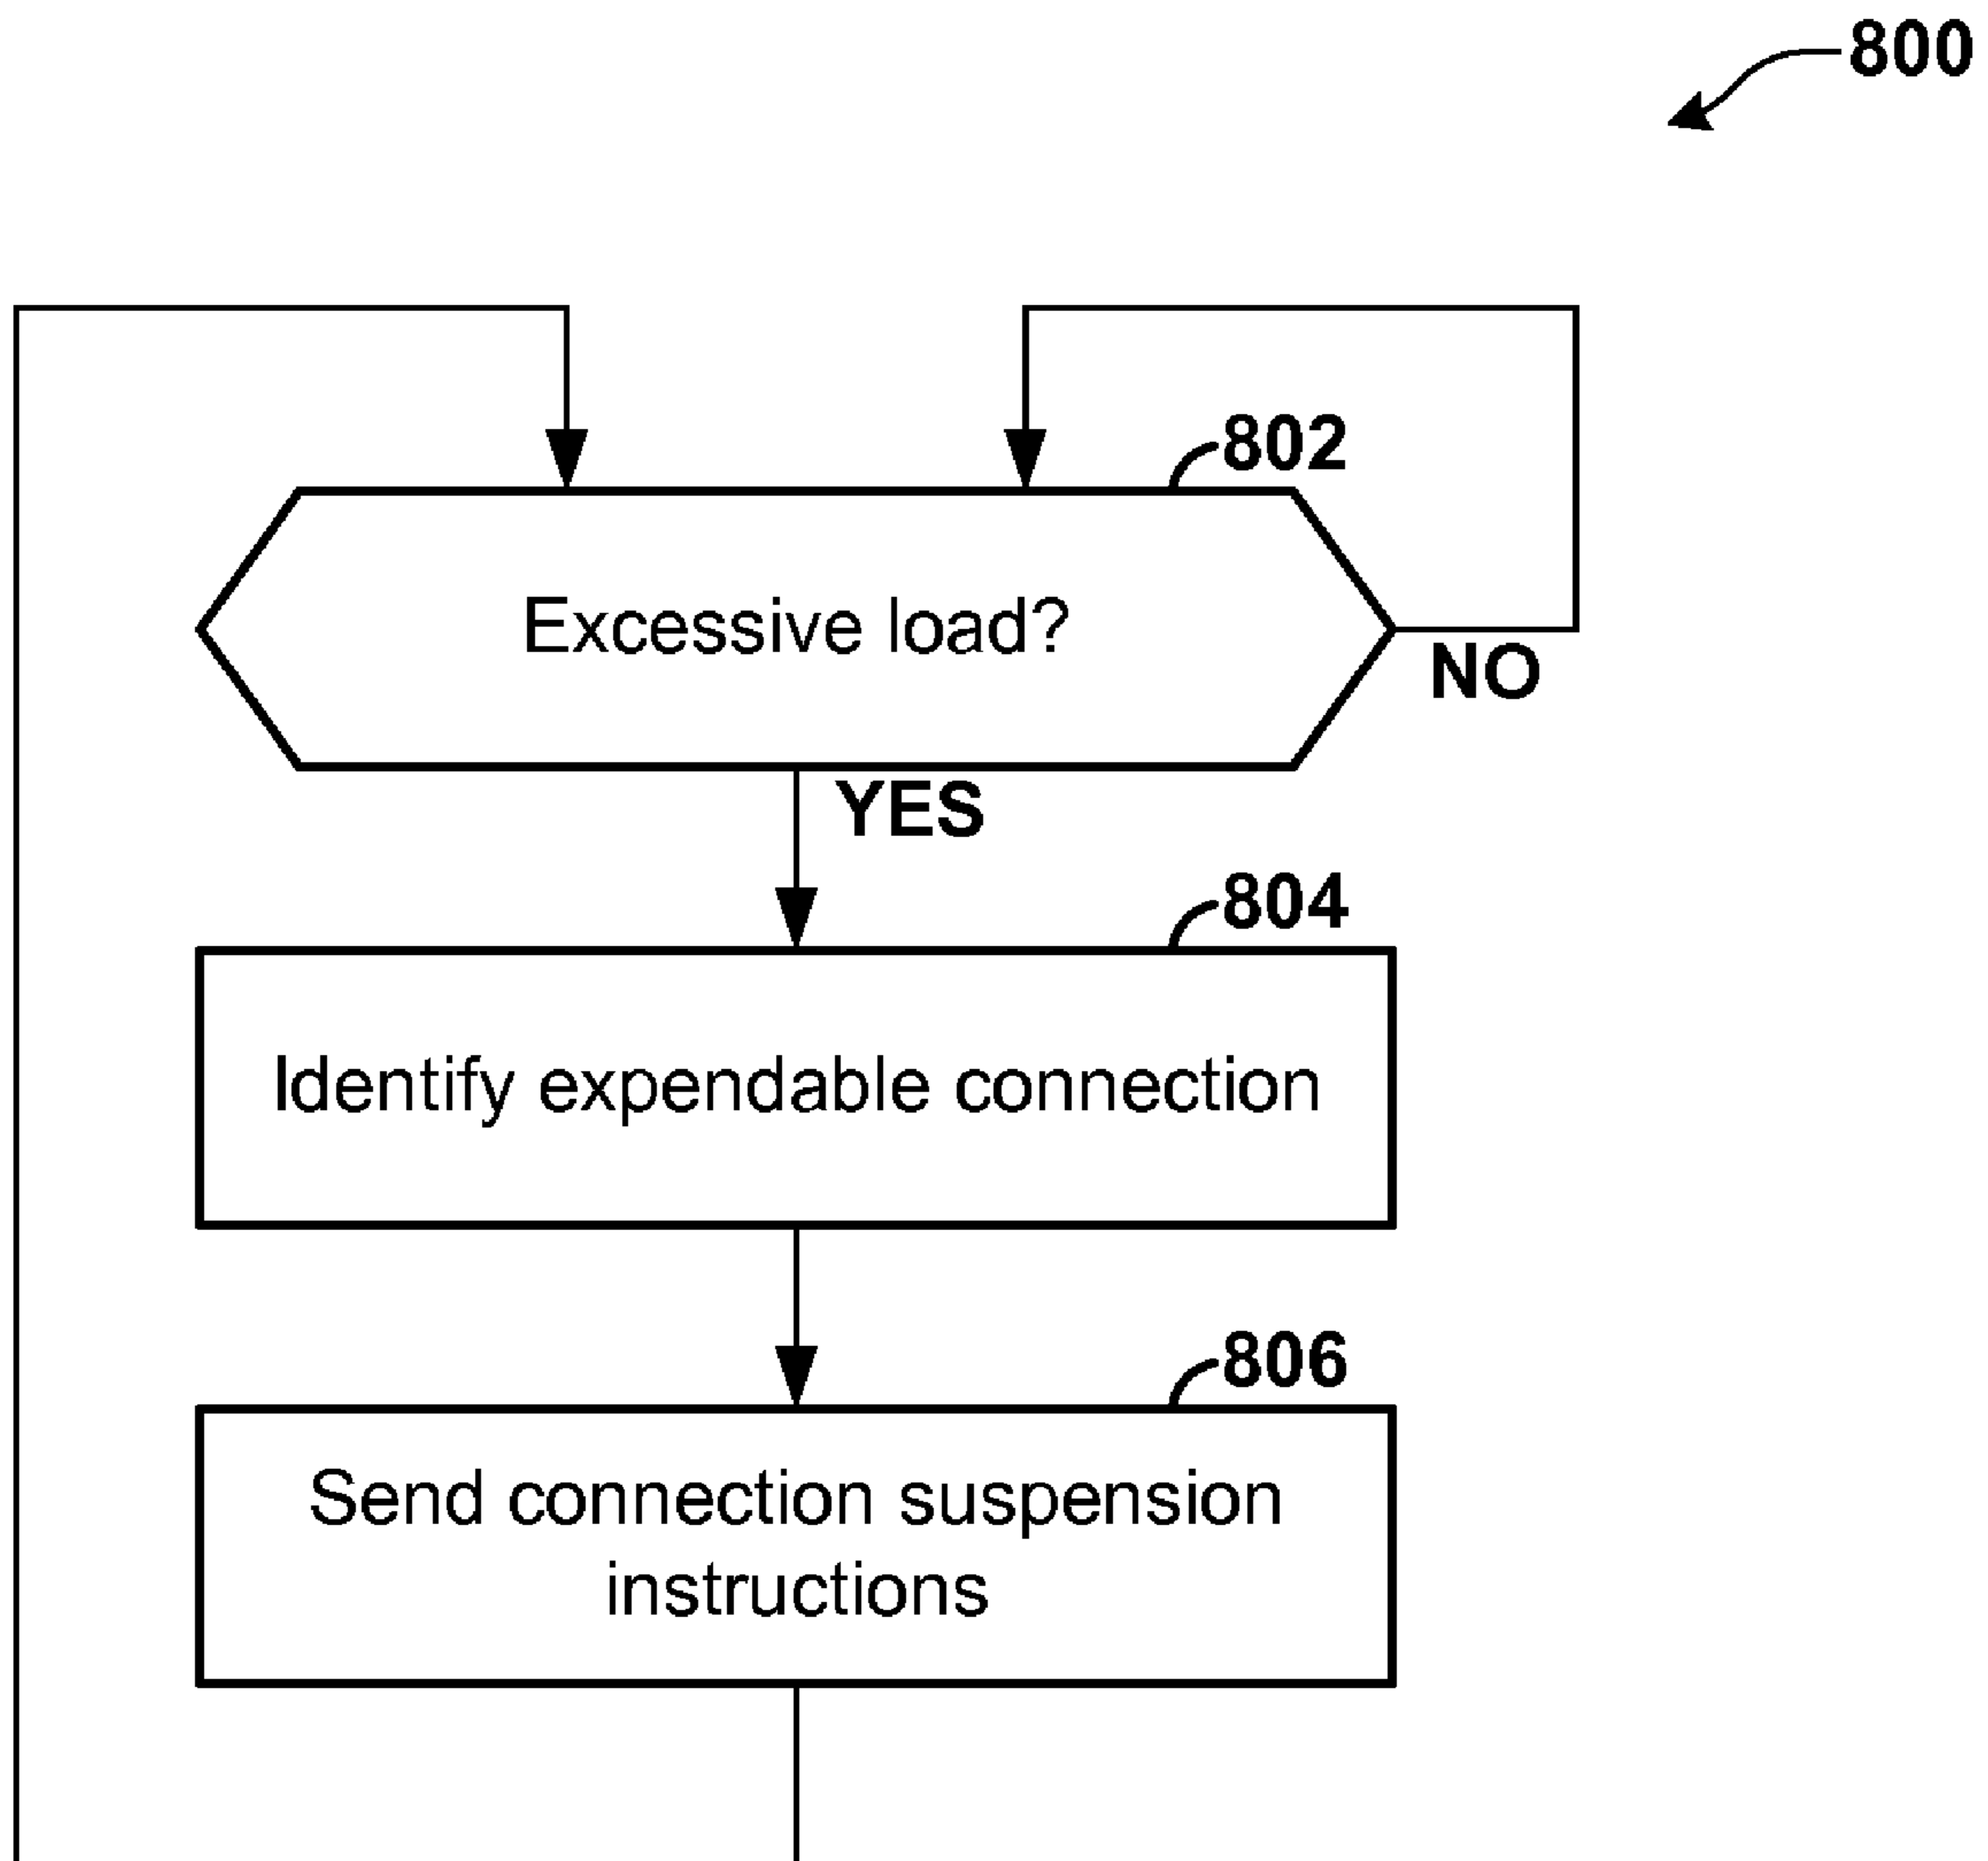 800
802
Excessive load?
NO
YES
804
Identify expendable connection
806
Send connection suspension
instructions